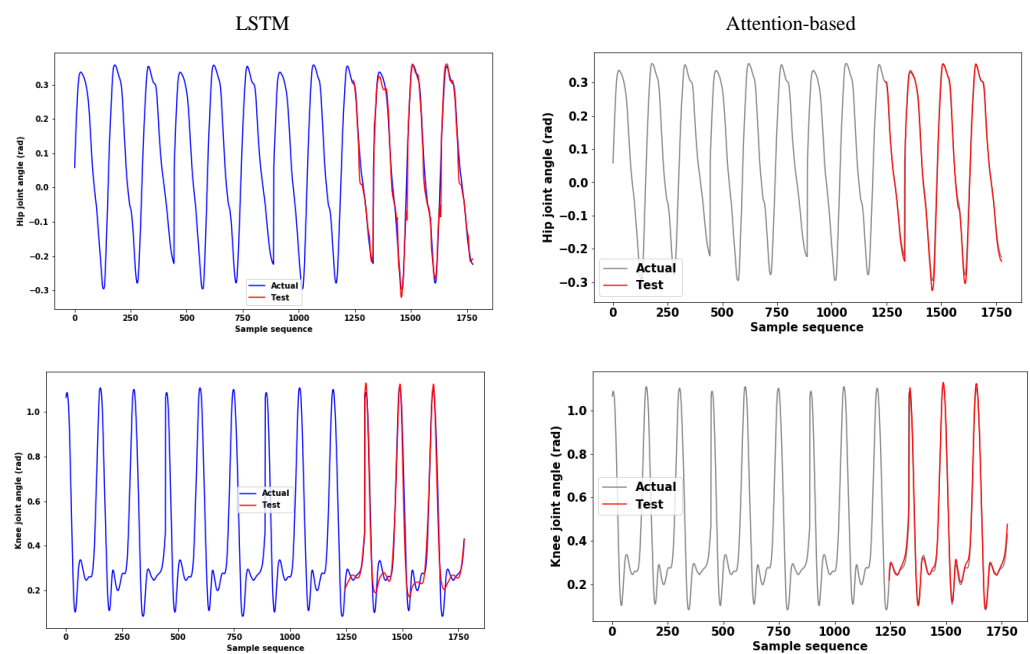 LSTM
Attention-based
Hip joint angle (rad)
0.3
0.2
0.1
0.0
−0.1
−0.2
−0.3
Actual
Test
0 250 500 750 1000 1250 1500 1750
Sample sequence
Hip joint angle (rad)
0.3
0.2
0.1
0.0
−0.1
−0.2
−0.3
Actual
Test
0 250 500 750 1000 1250 1500 1750
Sample sequence
Knee joint angle (rad)
1.0
0.8
0.6
0.4
0.2
Actual
Test
0 250 500 750 1000 1250 1500 1750
Sample sequence
Knee joint angle (rad)
1.0
0.8
0.6
0.4
0.2
Actual
Test
0 250 500 750 1000 1250 1500 1750
Sample sequence